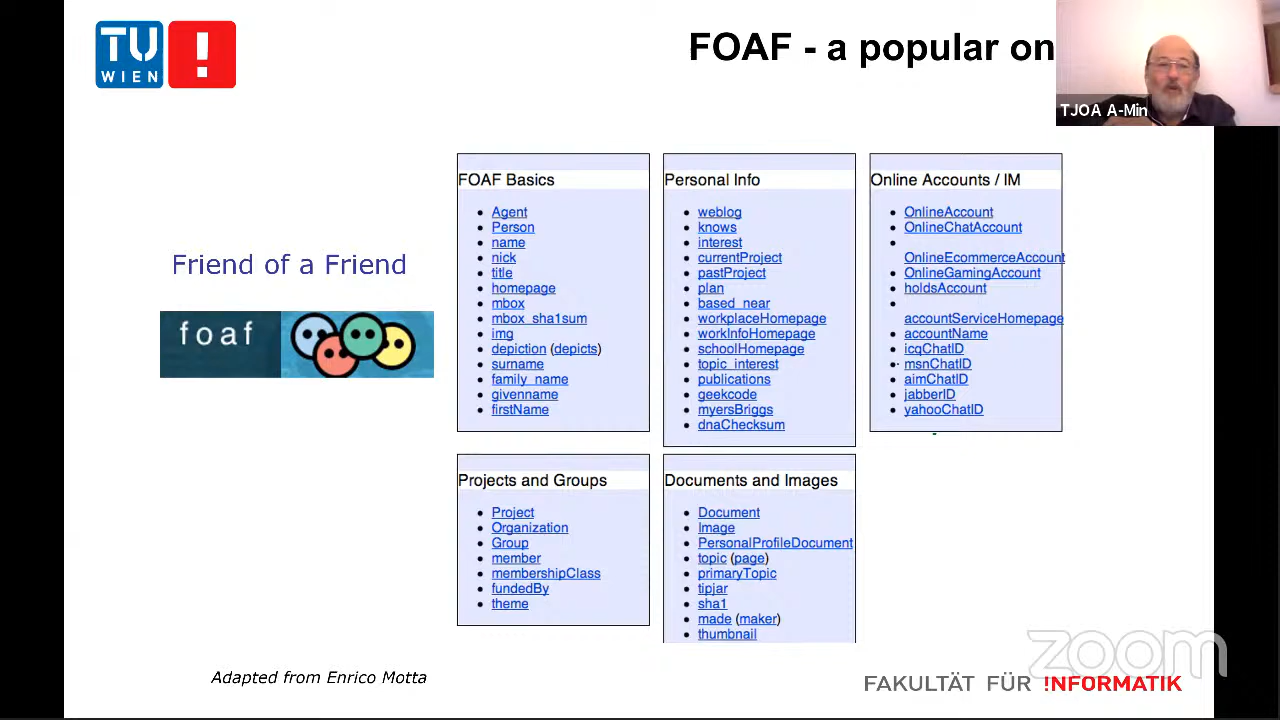 TU
WIEN
FOAF - a popular on
TJOA A-Min
Friend of a Friend
foaf
FOAF Basics
Agent
Person
name
nick
title
homepage
mbox
mbox_sha1sum
img
depiction (depicts)
surname
family_name
givenname
firstName
Personal Info
weblog
knows
interest
currentProject
pastProject
plan
based_near
workplaceHomepage
workInfoHomepage
schoolHomepage
topic_interest
publications
geekcode
myersBriggs
dnaChecksum
Online Accounts / IM
OnlineAccount
OnlineChatAccount
OnlineEcommerceAccount
OnlineGamingAccount
holdsAccount
accountServiceHomepage
accountName
icqChatID
msnChatID
aimChatID
jabberID
yahooChatID
Projects and Groups
Project
Organization
Group
member
membershipClass
fundedBy
theme
Documents and Images
Document
Image
PersonalProfileDocument
topic (page)
primaryTopic
tipjar
sha1
made (maker)
thumbnail
Adapted from Enrico Motta
zoom
FAKULTÄT FÜR !NFORMATIK